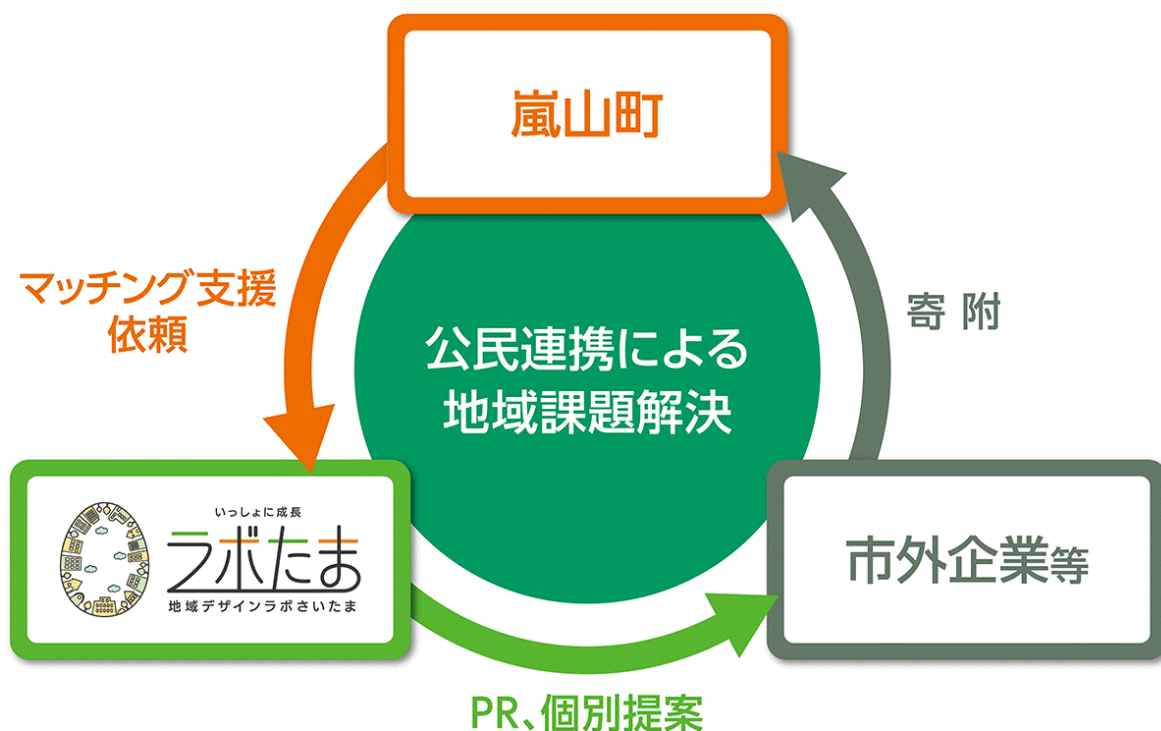 嵐山町
マッチング支援
依頼
寄 附
公民連携による
地域課題解決
いっしょに成長
ラボたま
地域デザインラボさいたま
市外企業等
PR、個別提案